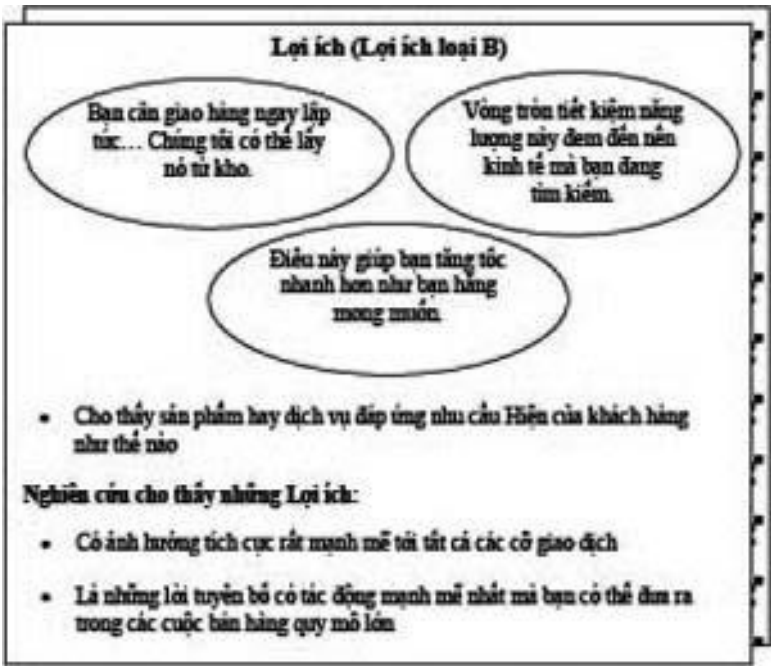 Lợi ích (Lợi ích loại B)
Bạn cần giao hàng ngay lập
tức… Chúng tôi có thể lấy
nó từ kho.
Vòng tròn tiết kiệm năng
lượng này đem đến nền
kinh tế mà bạn đang
tìm kiếm.
Điều này giúp bạn tăng tốc
nhanh hơn như bạn hằng
mong muốn.
• Cho thấy sản phẩm hay dịch vụ đáp ứng nhu cầu Hiện của khách hàng
như thế nào
Nghiên cứu cho thấy những Lợi ích:
• Có ảnh hưởng tích cực rất mạnh mẽ tới tất cả các cỡ giao dịch
• Là những lời tuyên bố có tác động mạnh mẽ nhất mà bạn có thể đưa ra
trong các cuộc bán hàng quy mô lớn